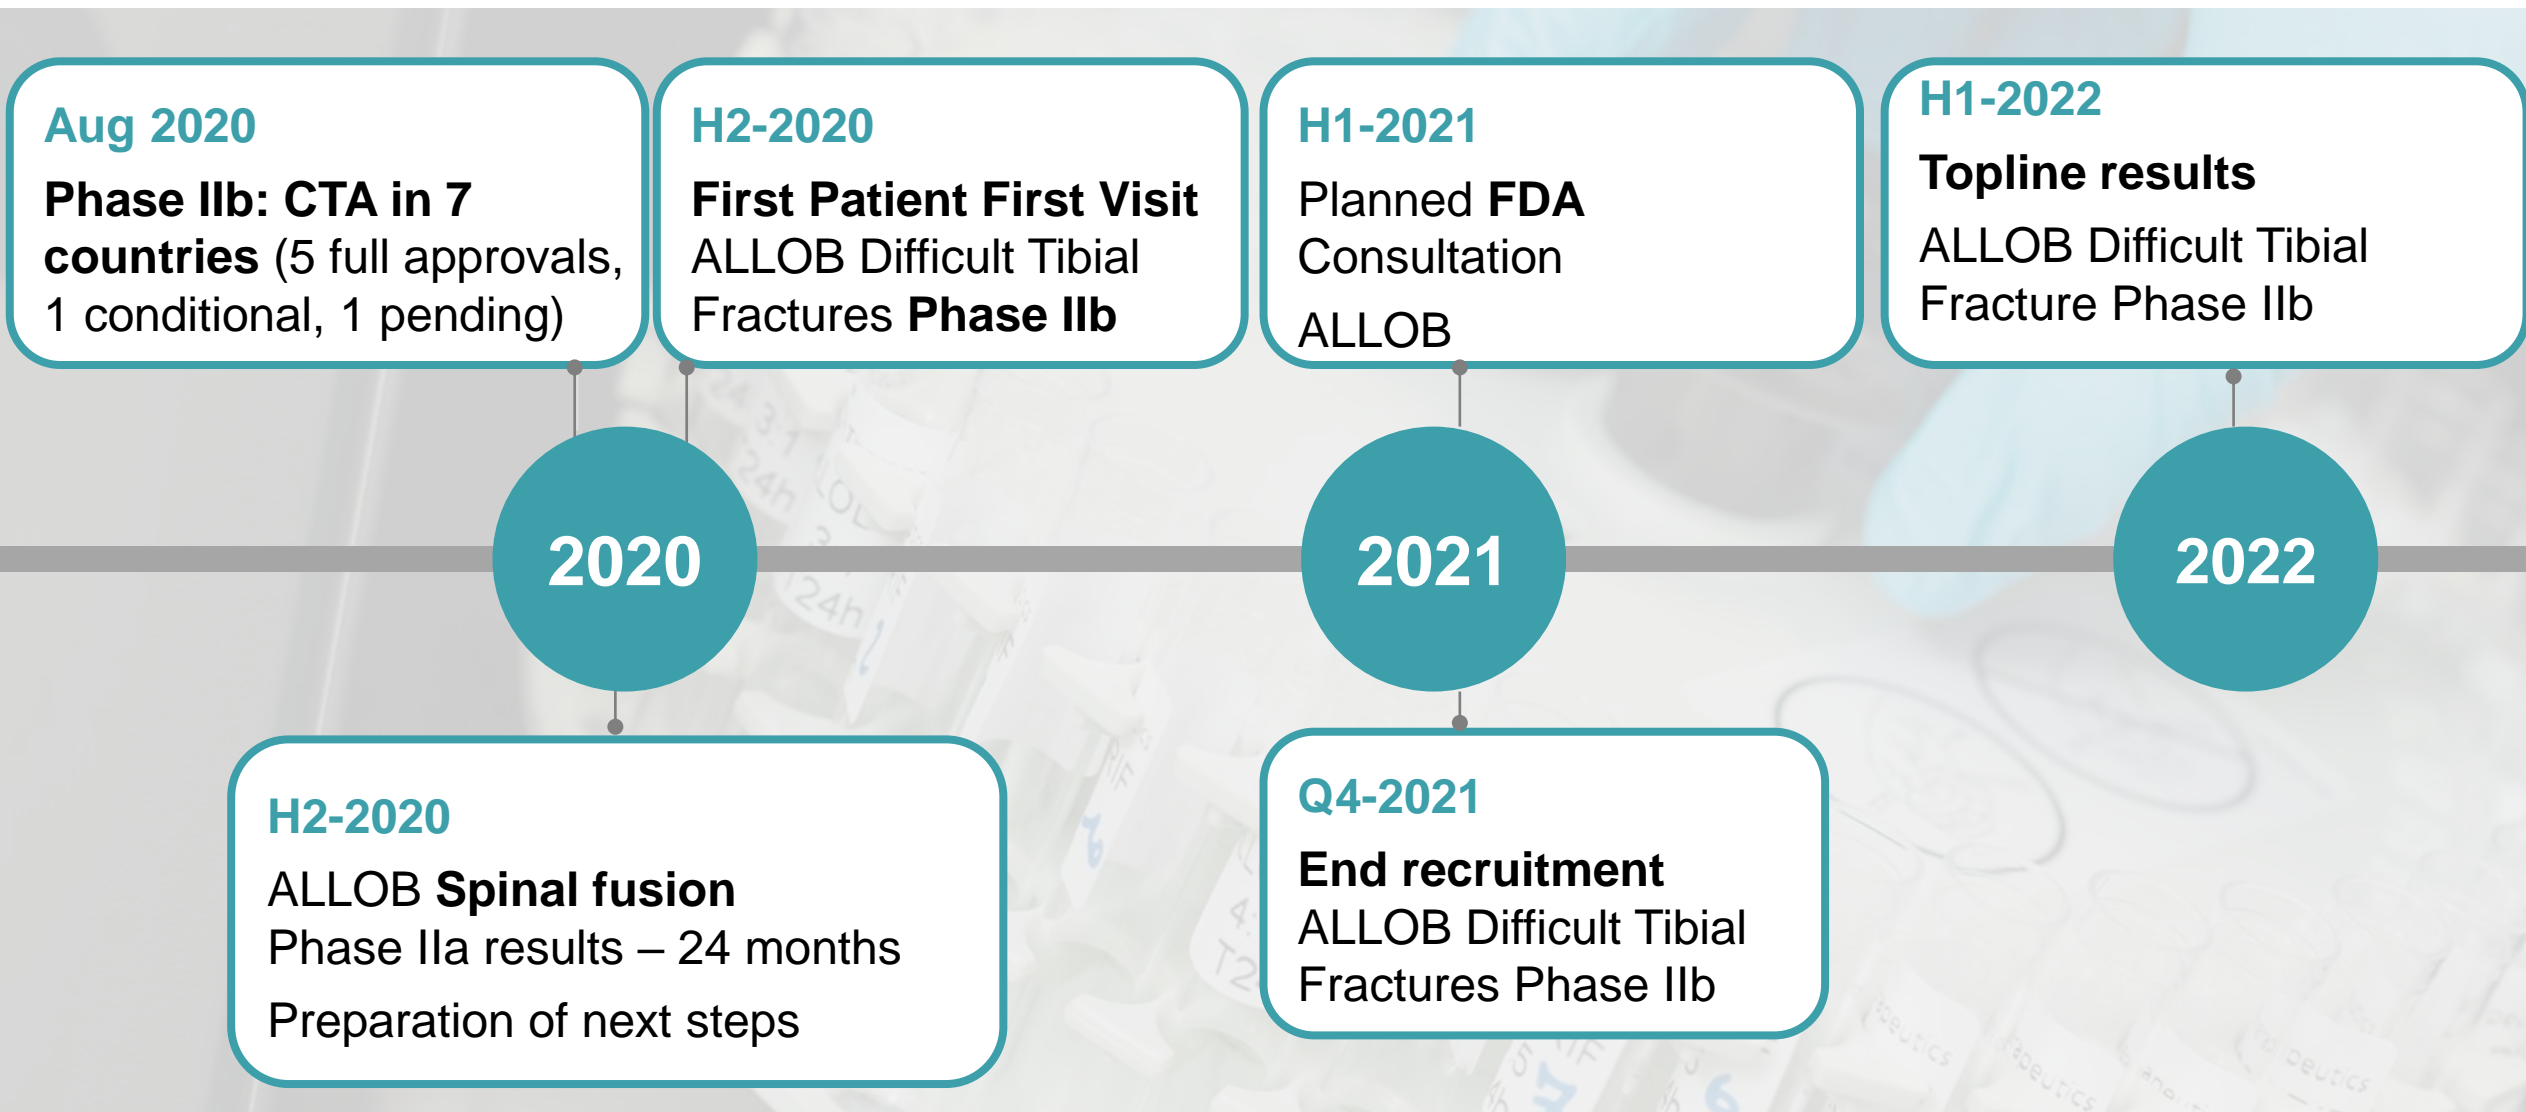 Aug 2020
Phase IIb: CTA in 7
countries (5 full approvals,
1 conditional, 1 pending)
H2-2020
First Patient First Visit
ALLOB Difficult Tibial
Fractures Phase IIb
H1-2021
Planned FDA
Consultation
ALLOB
H1-2022
Topline results
ALLOB Difficult Tibial
Fracture Phase IIb
2020
2021
2022
H2-2020
ALLOB Spinal fusion
Phase IIa results – 24 months
Preparation of next steps
Q4-2021
End recruitment
ALLOB Difficult Tibial
Fractures Phase IIb